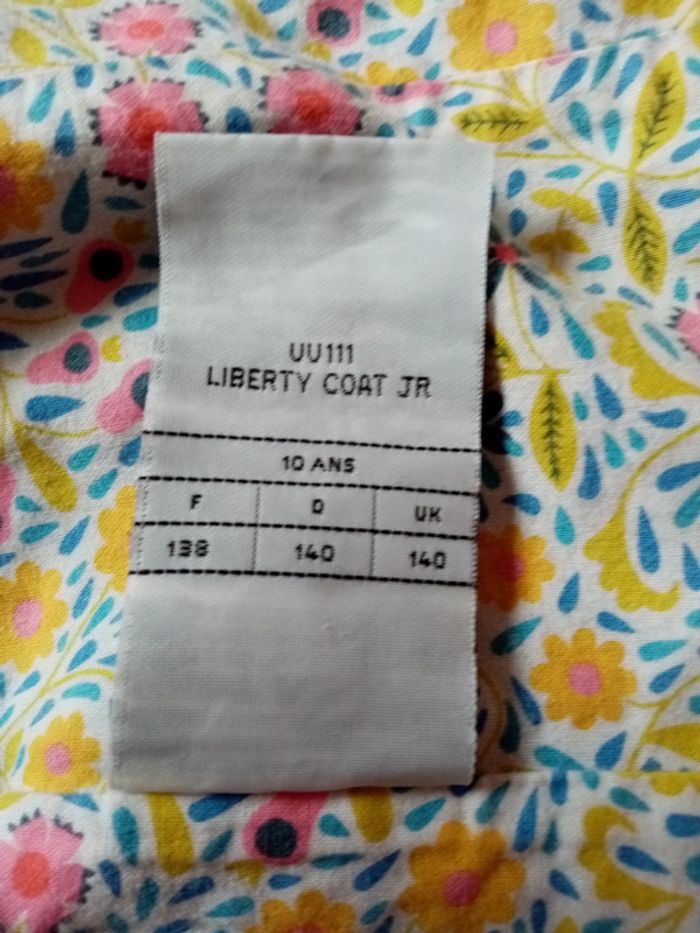 UU111
LIBERTY COAT JR
10 ANS
F D UK
138 140 140